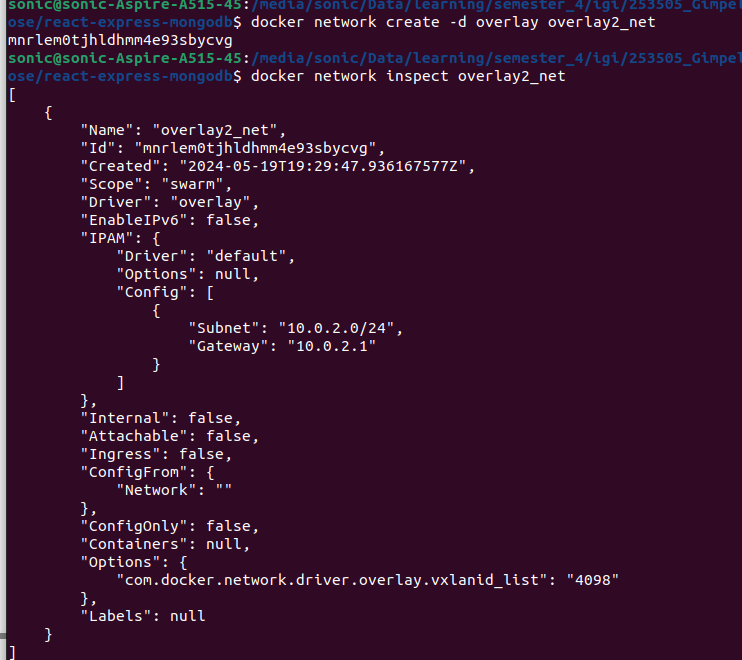 sonic@sonic-Aspire-A515-45:/media/sonic/Data/learning/semester_4/igi/253505_Gimpel
ose/react-express-mongodb$ docker network create -d overlay overlay2_net
mnrlem0tjhldhmm4e93sbycvg
sonic@sonic-Aspire-A515-45:/media/sonic/Data/learning/semester_4/igi/253505_Gimpel
ose/react-express-mongodb$ docker network inspect overlay2_net
[
    {
        "Name": "overlay2_net",
        "Id": "mnrlem0tjhldhmm4e93sbycvg",
        "Created": "2024-05-19T19:29:47.936167577Z",
        "Scope": "swarm",
        "Driver": "overlay",
        "EnableIPv6": false,
        "IPAM": {
            "Driver": "default",
            "Options": null,
            "Config": [
                {
                    "Subnet": "10.0.2.0/24",
                    "Gateway": "10.0.2.1"
                }
            ]
        },
        "Internal": false,
        "Attachable": false,
        "Ingress": false,
        "ConfigFrom": {
            "Network": ""
        },
        "ConfigOnly": false,
        "Containers": null,
        "Options": {
            "com.docker.network.driver.overlay.vxlanid_list": "4098"
        },
        "Labels": null
    }
]